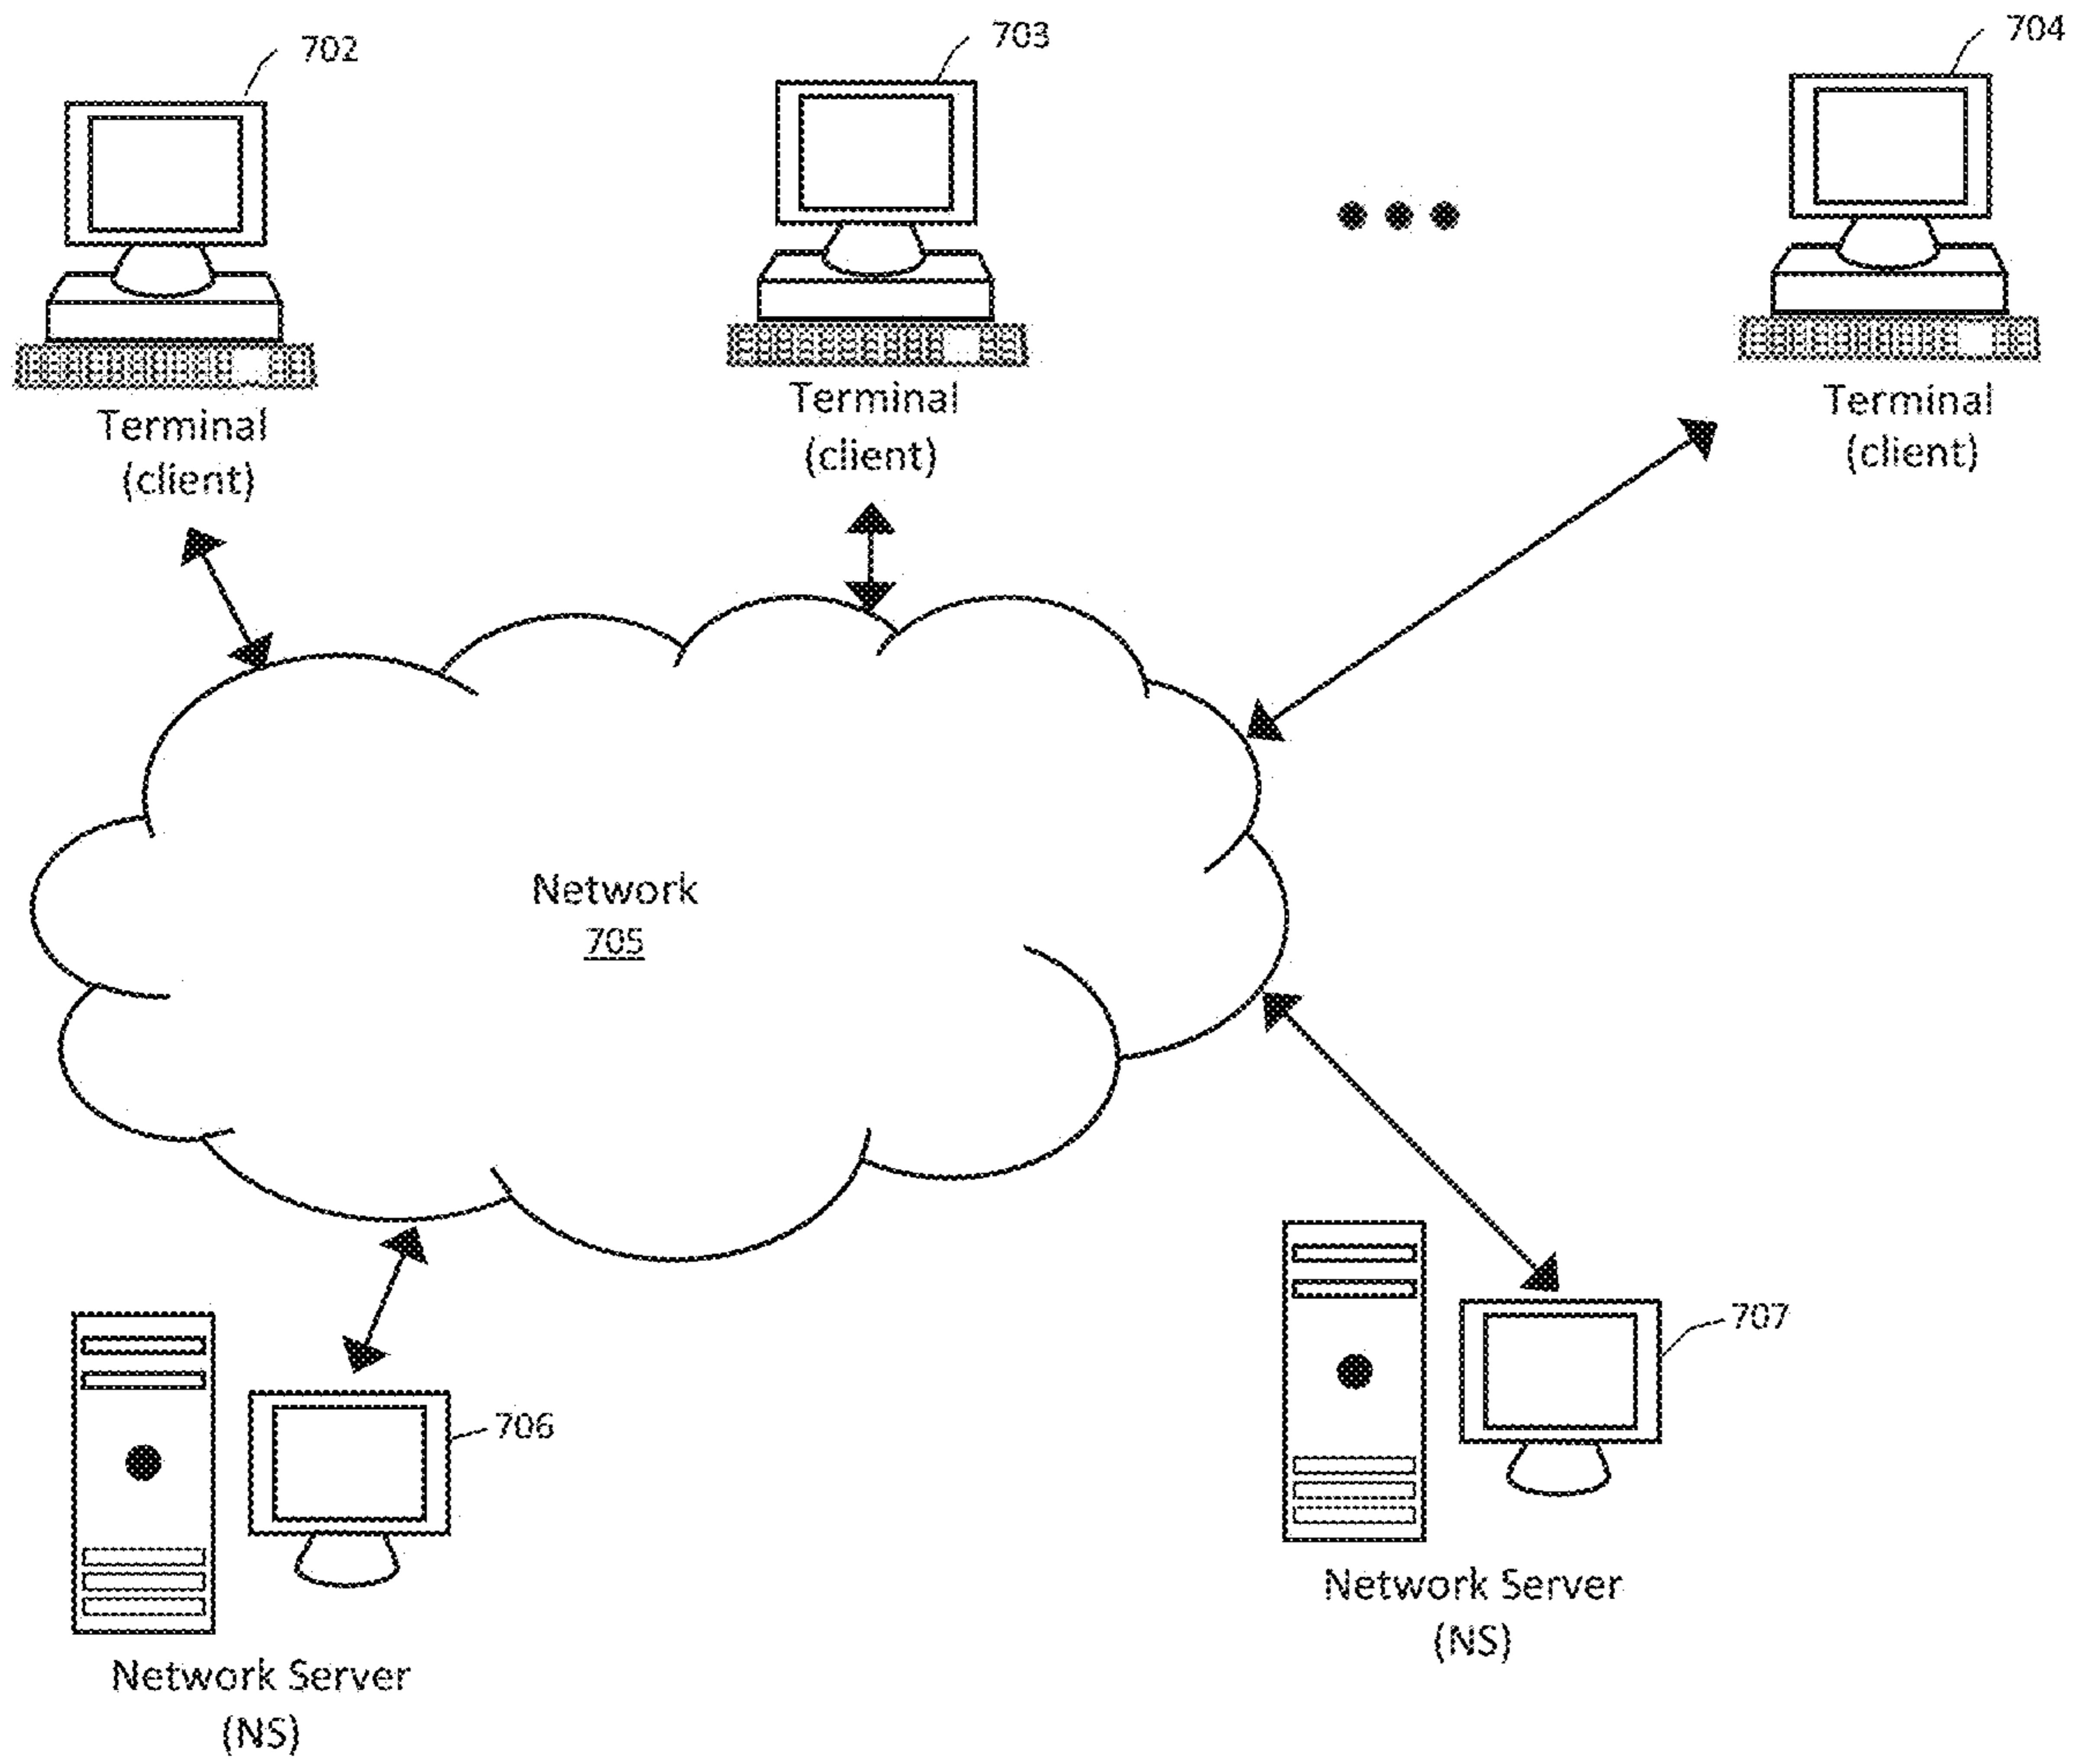 702
703
704
Terminal
(client)
Terminal
(client)
Terminal
(client)
Network
705
706
707
Network Server
(NS)
Network Server
(NS)